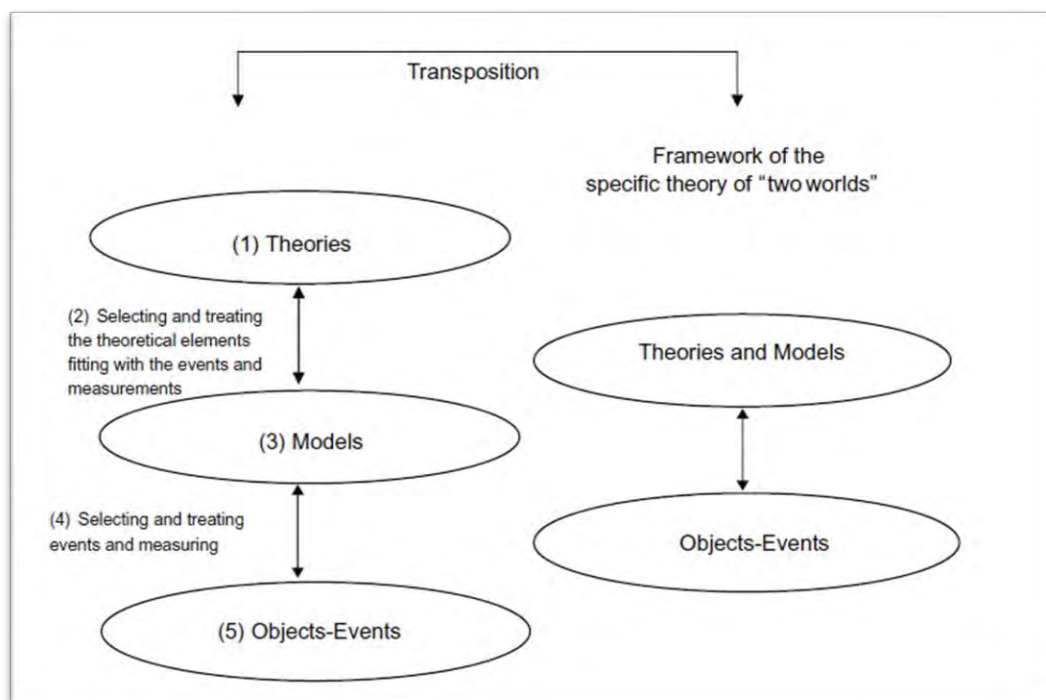 Transposition
Framework of the
specific theory of “two worlds”
(1) Theories
(2) Selecting and treating
the theoretical elements
fitting with the events and
measurements
(3) Models
(4) Selecting and treating
events and measuring
(5) Objects-Events
Theories and Models
Objects-Events